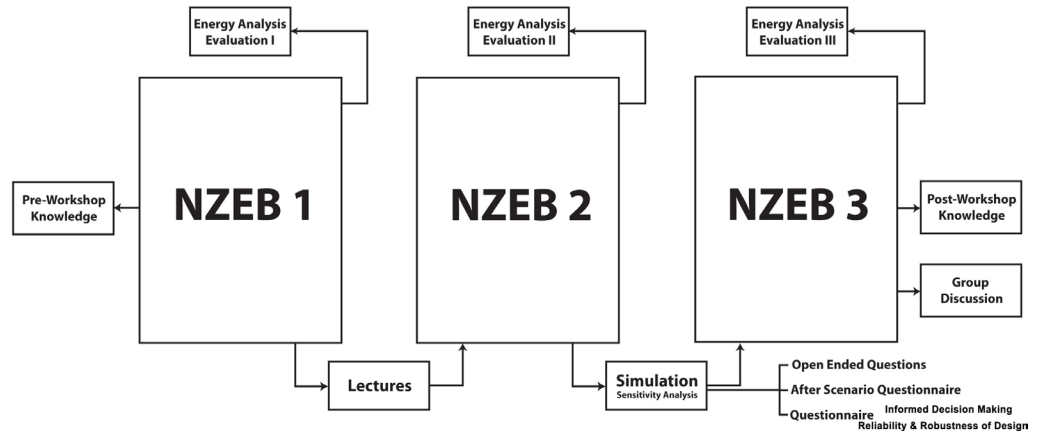 Energy Analysis
Evaluation I
Energy Analysis
Evaluation II
Energy Analysis
Evaluation III
Pre-Workshop
Knowledge
NZEB 1
NZEB 2
NZEB 3
Post-Workshop
Knowledge
Group
Discussion
Lectures
Simulation
Sensitivity Analysis
Open Ended Questions
After Scenario Questionnaire
Questionnaire Informed Decision Making
Reliability & Robustness of Design